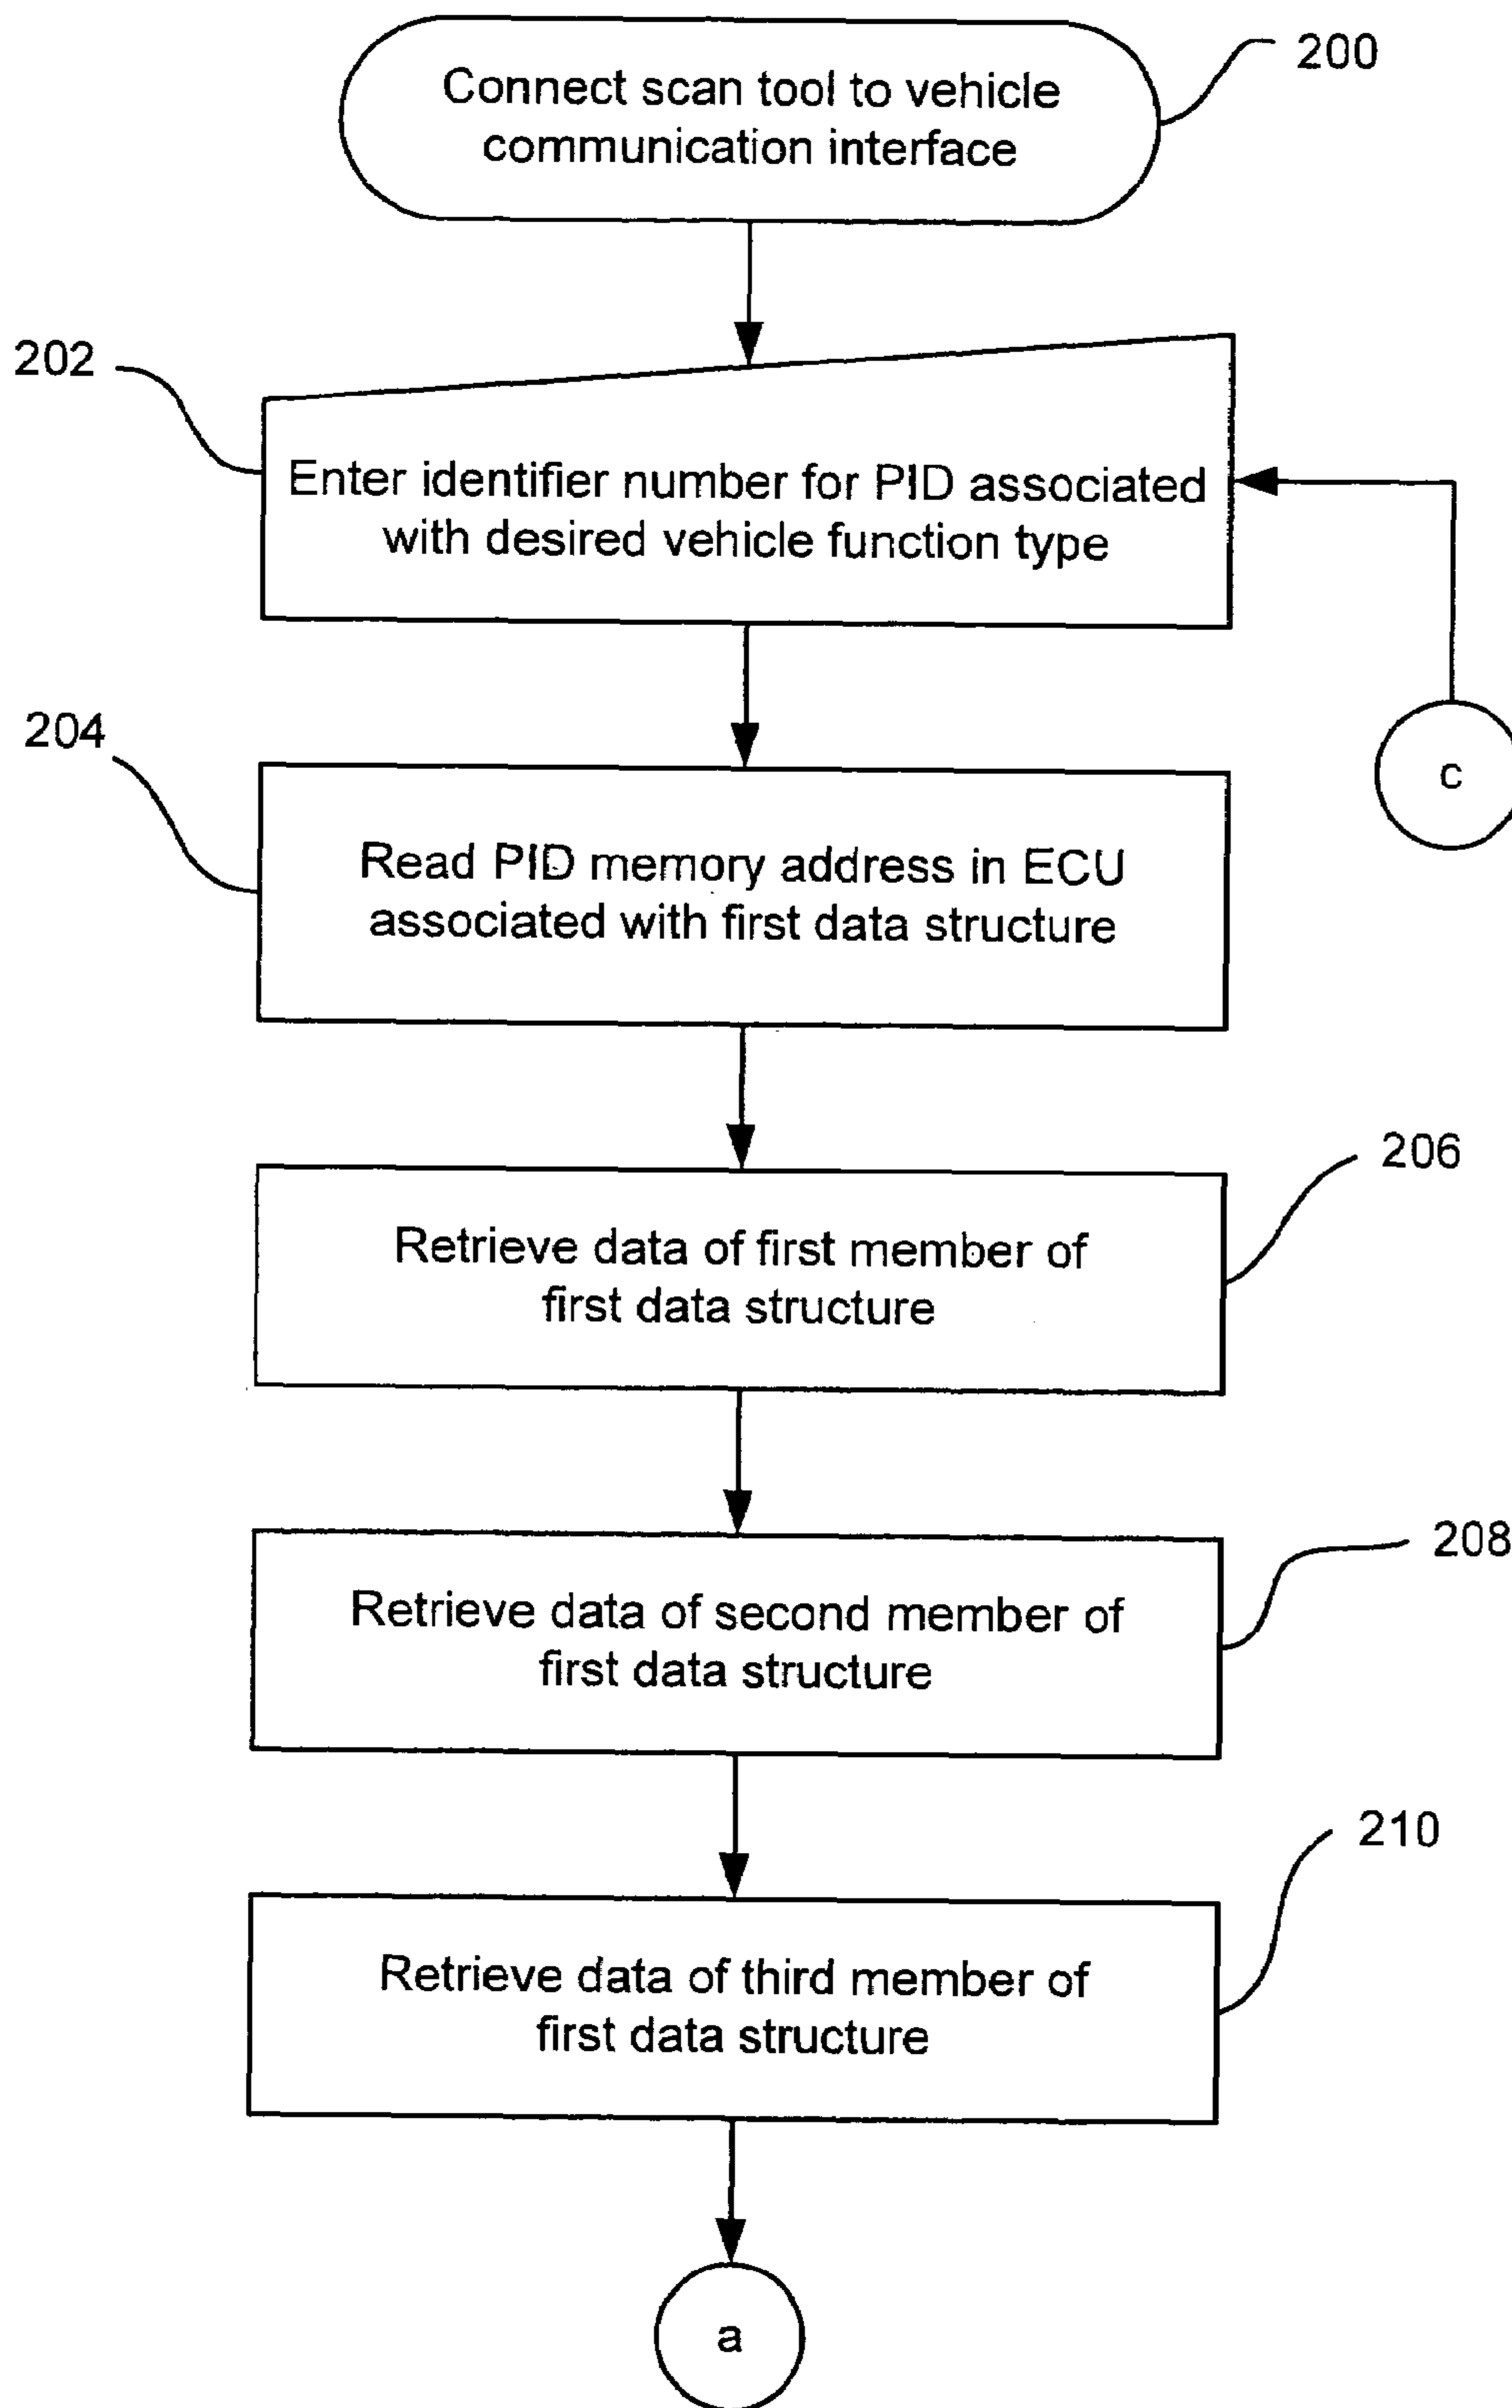 Connect scan tool to vehicle
communication interface
200
202
Enter identifier number for PID associated
with desired vehicle function type
204
c
Read PID memory address in ECU
associated with first data structure
206
Retrieve data of first member of
first data structure
208
Retrieve data of second member of
first data structure
210
Retrieve data of third member of
first data structure
a